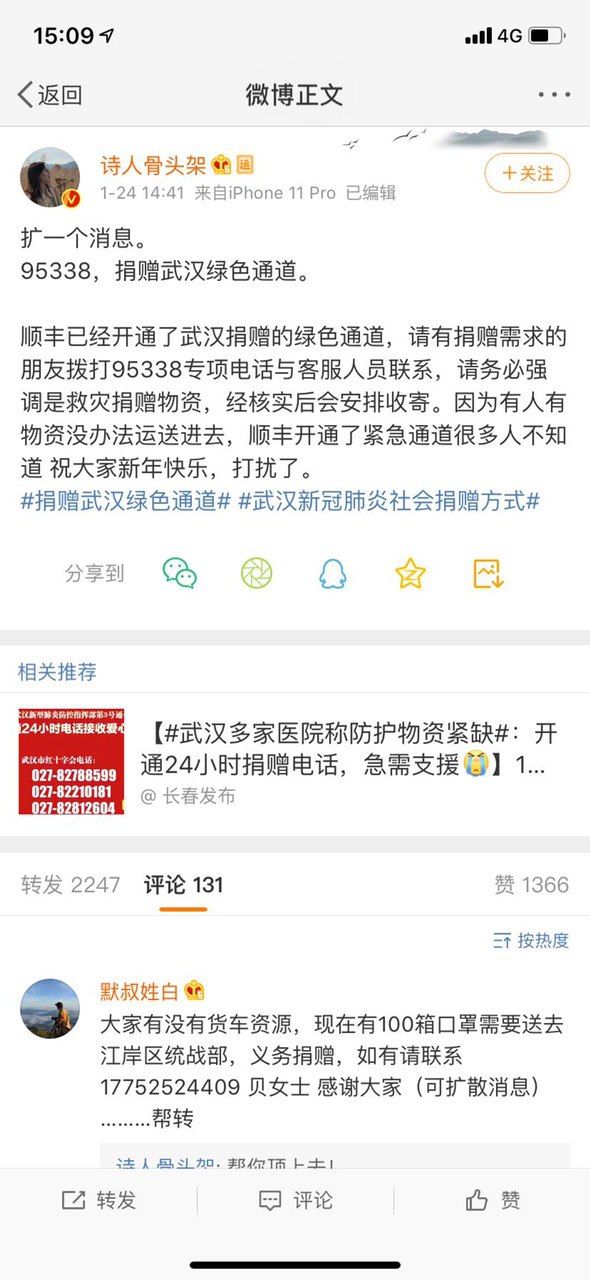 15:09
4G
返回
微博正文
诗人骨头架
运
1-24 14:41 来自iPhone 11 Pro 已编辑
+关注
扩一个消息。
95338，捐赠武汉绿色通道。
顺丰已经开通了武汉捐赠的绿色通道，请有捐赠需求的
朋友拨打95338专项电话与客服人员联系，请务必强
调是救灾捐赠物资，经核实后会安排收寄。因为有人有
物资没办法运送进去，顺丰开通了紧急通道很多人不知
道 祝大家新年快乐，打扰了。
#捐赠武汉绿色通道# #武汉新冠肺炎社会捐赠方式#
分享到
相关推荐
汉新型肺炎防控指挥部第3号通
24小时电话接收爱心
武汉市红十字会电话：
027-82788599
027-82210181
027-82812604
【#武汉多家医院称防护物资紧缺#：开
通24小时捐赠电话，急需支援😭】1...
@ 长春发布
转发 2247
评论 131
赞 1366
按热度
默叔姓白
大家有没有货车资源，现在有100箱口罩需要送去
江岸区统战部，义务捐赠，如有请联系
17752524409 贝女士 感谢大家（可扩散消息）
………帮转
诗人骨头架: 帮你顶上去!
转发
评论
赞